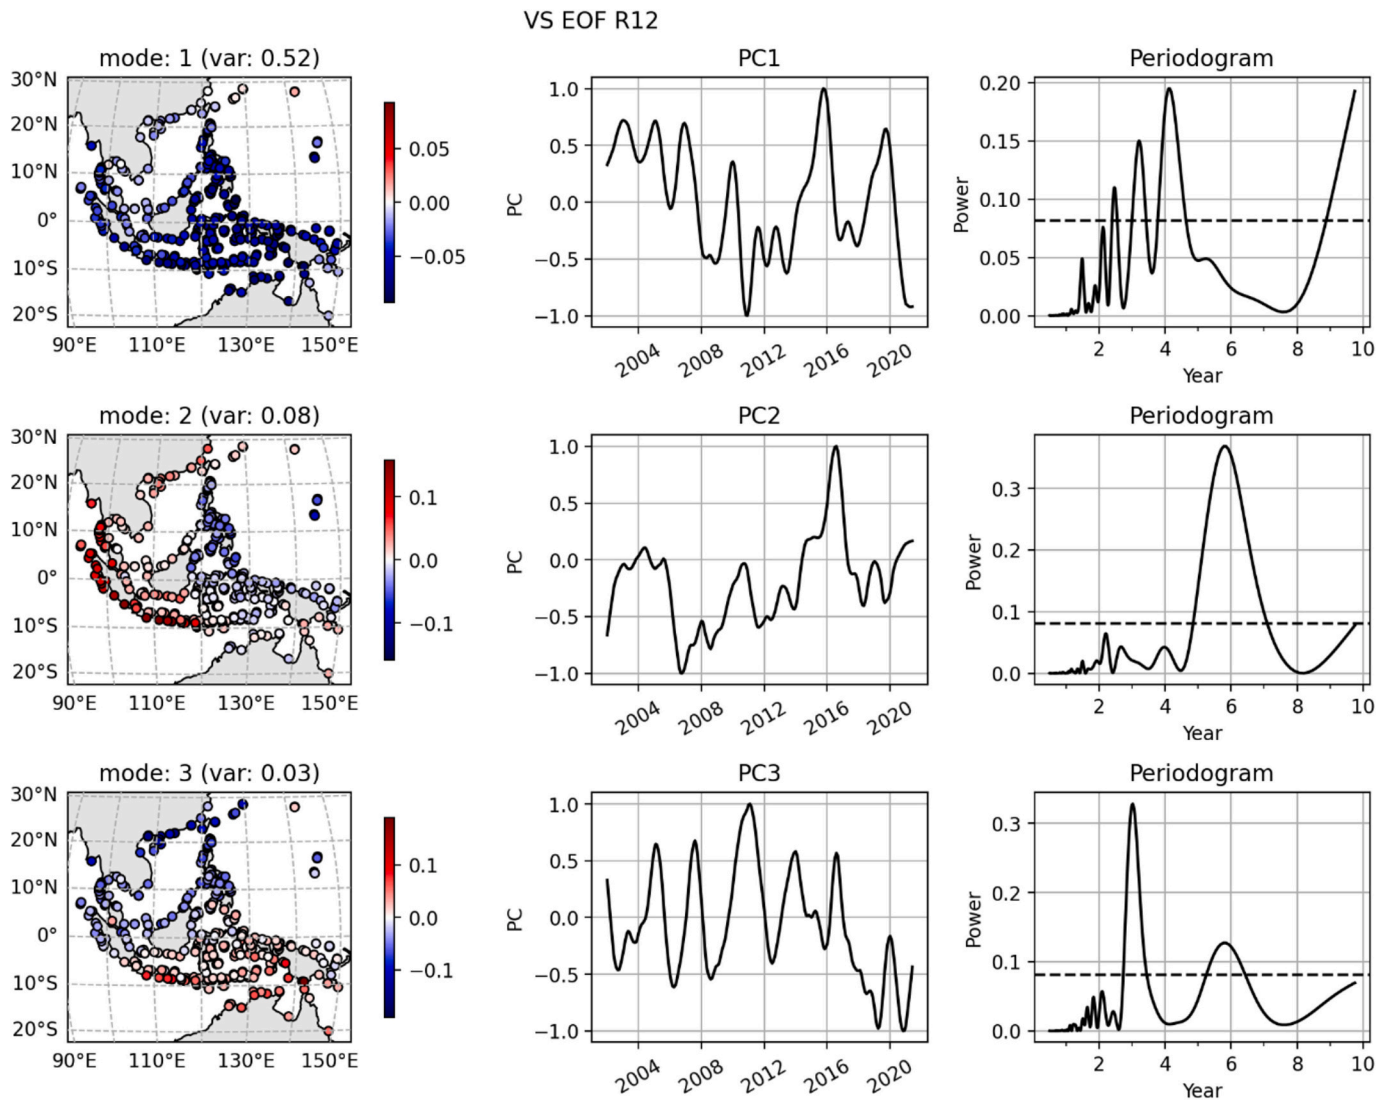 VS EOF R12
mode: 1 (var: 0.52)
30°N
20°N
10°N
0°
10°S
20°S
90°E 110°E 130°E 150°E
0.05
0.00
−0.05
PC1
PC
1.0
0.5
0.0
−0.5
−1.0
2004 2008 2012 2016 2020
Periodogram
Power
0.20
0.15
0.10
0.05
0.00
2 4 6 8 10
Year
mode: 2 (var: 0.08)
30°N
20°N
10°N
0°
10°S
20°S
90°E 110°E 130°E 150°E
0.1
0.0
−0.1
PC2
PC
1.0
0.5
0.0
−0.5
−1.0
2004 2008 2012 2016 2020
Periodogram
Power
0.3
0.2
0.1
0.0
2 4 6 8 10
Year
mode: 3 (var: 0.03)
30°N
20°N
10°N
0°
10°S
20°S
90°E 110°E 130°E 150°E
0.1
0.0
−0.1
PC3
PC
1.0
0.5
0.0
−0.5
−1.0
2004 2008 2012 2016 2020
Periodogram
Power
0.3
0.2
0.1
0.0
2 4 6 8 10
Year